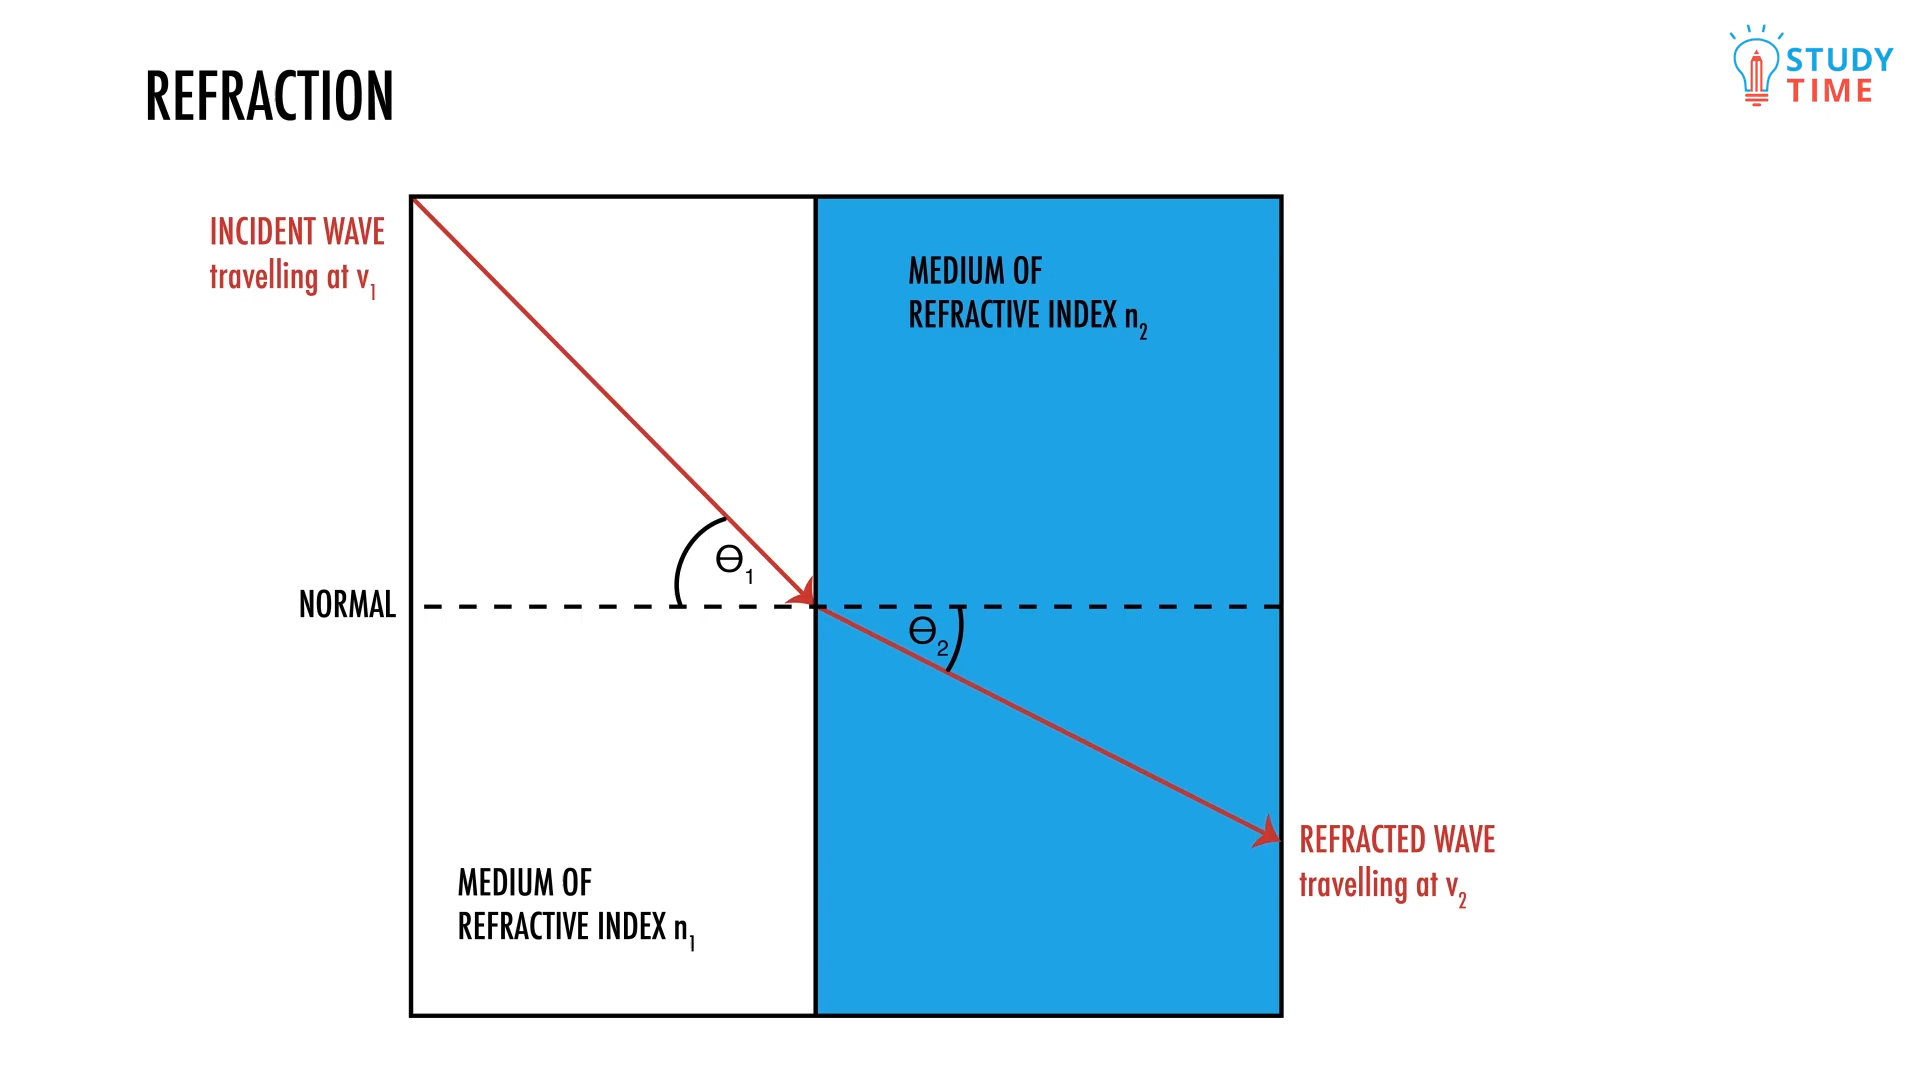 REFRACTION
STUDY
TIME
INCIDENT WAVE
travelling at v₁
MEDIUM OF
REFRACTIVE INDEX n₂
ϴ₁
NORMAL
ϴ₂
REFRACTED WAVE
travelling at v₂
MEDIUM OF
REFRACTIVE INDEX n₁